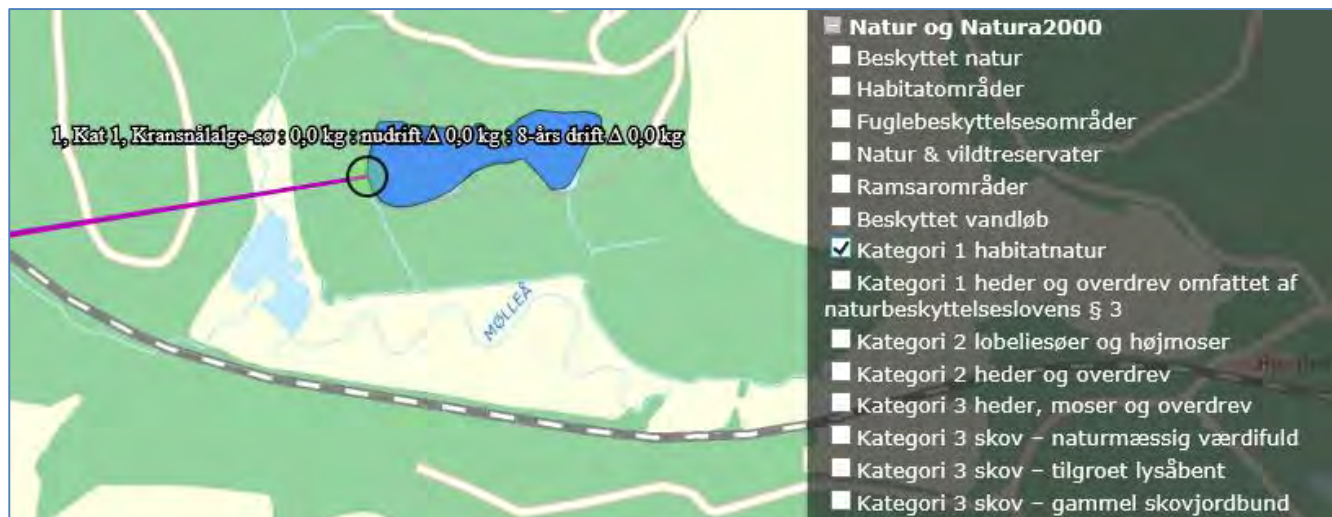 1, Kat 1, Kransnålalge-sø : 0,0 kg : nudrift Δ 0,0 kg : 8-års drift Δ 0,0 kg
MØLLEÅ
Natur og Natura2000
Beskyttet natur
Habitatområder
Fuglebeskyttelsesområder
Natur & vildtreservater
Ramsarområder
Beskyttet vandløb
Kategori 1 habitatnatur
Kategori 1 heder og overdrev omfattet af
naturbeskyttelseslovens § 3
Kategori 2 lobeliesøer og højmoser
Kategori 2 heder og overdrev
Kategori 3 heder, moser og overdrev
Kategori 3 skov – naturmæssig værdifuld
Kategori 3 skov – tilgroet lysåbent
Kategori 3 skov – gammel skovjordbund